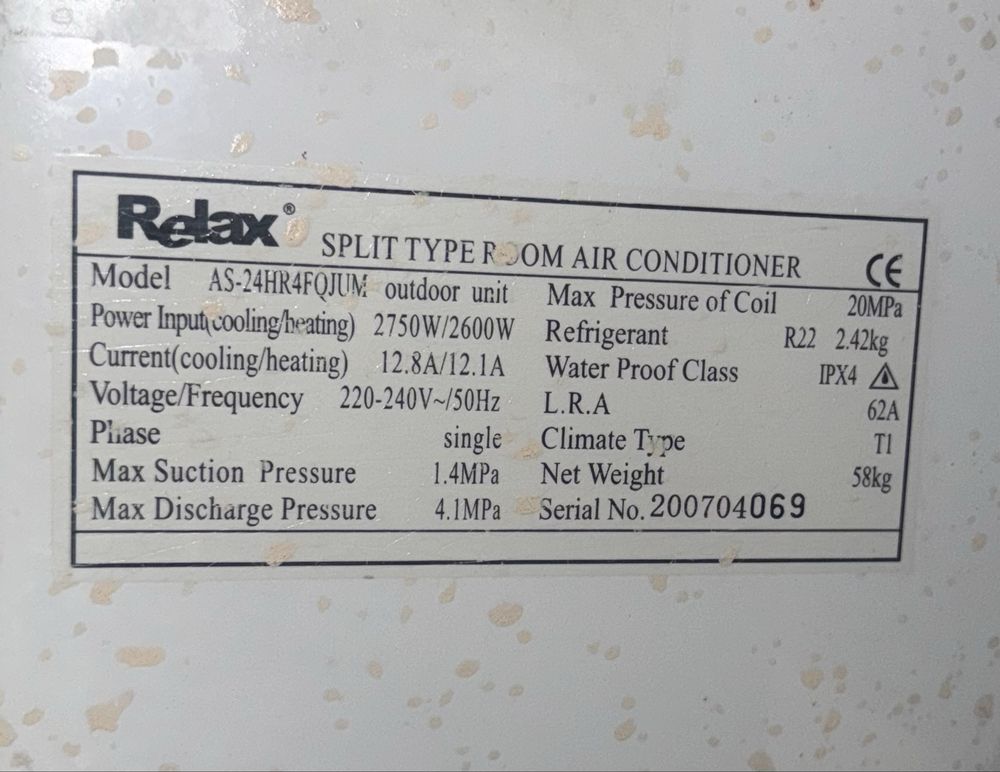 Relax®
SPLIT TYPE ROOM AIR CONDITIONER
CE
Model AS-24HR4FQJUM outdoor unit
Power Input(cooling/heating) 2750W/2600W
Current(cooling/heating) 12.8A/12.1A
Voltage/Frequency 220-240V~/50Hz
Phase single
Max Suction Pressure 1.4MPa
Max Discharge Pressure 4.1MPa
Max Pressure of Coil 20MPa
Refrigerant R22 2.42kg
Water Proof Class IPX4
L.R.A 62A
Climate Type T1
Net Weight 58kg
Serial No. 200704069